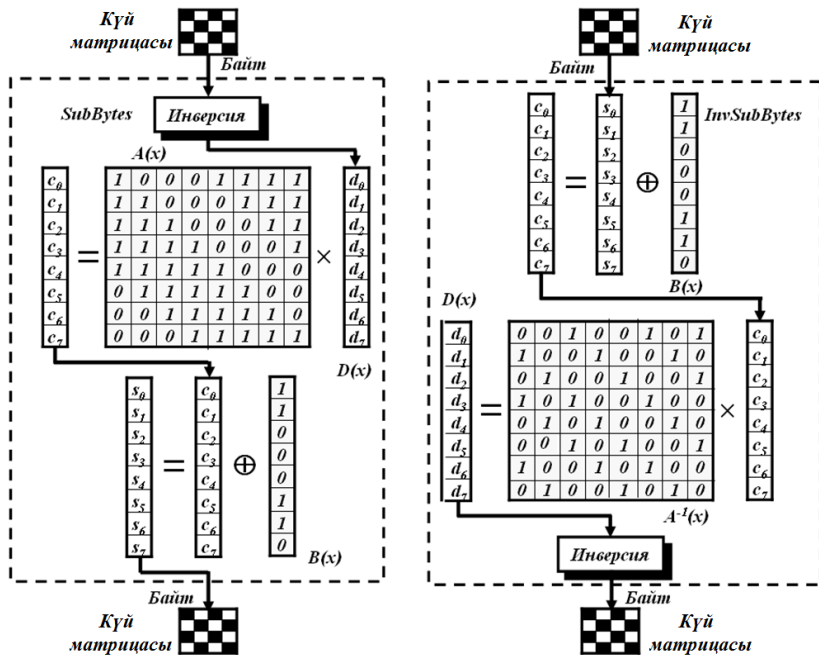 Күй
матрицасы
Байт
SubBytes
Инверсия
A(x)
c₀ 1 0 0 0 1 1 1 1 d₀
c₁ 1 1 0 0 0 1 1 1 d₁
c₂ 1 1 1 0 0 0 1 1 d₂
c₃ = 1 1 1 1 0 0 0 1 × d₃
c₄ 1 1 1 1 1 0 0 0 d₄
c₅ 0 1 1 1 1 1 0 0 d₅
c₆ 0 0 1 1 1 1 1 0 d₆
c₇ 0 0 0 1 1 1 1 1 d₇
D(x)
s₀ c₀ 1
s₁ c₁ 1
s₂ c₂ 0
s₃ = c₃ ⊕ 0
s₄ c₄ 0
s₅ c₅ 1
s₆ c₆ 1
s₇ c₇ 0
B(x)
Байт
Күй
матрицасы
Күй
матрицасы
Байт
InvSubBytes
c₀ s₀ 1
c₁ s₁ 1
c₂ s₂ 0
c₃ = s₃ ⊕ 0
c₄ s₄ 0
c₅ s₅ 1
c₆ s₆ 1
c₇ s₇ 0
B(x)
D(x)
d₀ 0 0 1 0 0 1 0 1 c₀
d₁ 1 0 0 1 0 0 1 0 c₁
d₂ 0 1 0 0 1 0 0 1 c₂
d₃ = 1 0 1 0 0 1 0 0 × c₃
d₄ 0 1 0 1 0 0 1 0 c₄
d₅ 0 0 1 0 1 0 0 1 c₅
d₆ 1 0 0 1 0 1 0 0 c₆
d₇ 0 1 0 0 1 0 1 0 c₇
A⁻¹(x)
Инверсия
Байт
Күй
матрицасы